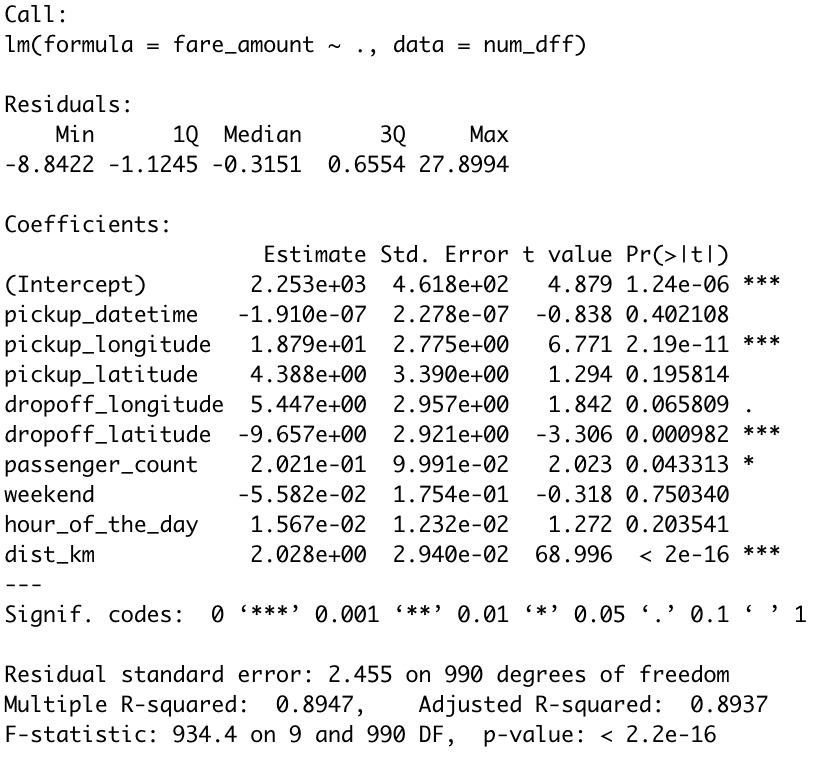 Call:
lm(formula = fare_amount ~ ., data = num_dff)
Residuals:
    Min      1Q  Median      3Q     Max
-8.8422 -1.1245 -0.3151  0.6554 27.8994
Coefficients:
                    Estimate Std. Error t value Pr(>|t|)
(Intercept)        2.253e+03  4.618e+02   4.879 1.24e-06 ***
pickup_datetime   -1.910e-07  2.278e-07  -0.838 0.402108
pickup_longitude   1.879e+01  2.775e+00   6.771 2.19e-11 ***
pickup_latitude    4.388e+00  3.390e+00   1.294 0.195814
dropoff_longitude  5.447e+00  2.957e+00   1.842 0.065809 .
dropoff_latitude  -9.657e+00  2.921e+00  -3.306 0.000982 ***
passenger_count    2.021e-01  9.991e-02   2.023 0.043313 *
weekend           -5.582e-02  1.754e-01  -0.318 0.750340
hour_of_the_day    1.567e-02  1.232e-02   1.272 0.203541
dist_km            2.028e+00  2.940e-02  68.996  < 2e-16 ***
---
Signif. codes:  0 ‘***’ 0.001 ‘**’ 0.01 ‘*’ 0.05 ‘.’ 0.1 ‘ ’ 1
Residual standard error: 2.455 on 990 degrees of freedom
Multiple R-squared:  0.8947,    Adjusted R-squared:  0.8937
F-statistic: 934.4 on 9 and 990 DF,  p-value: < 2.2e-16